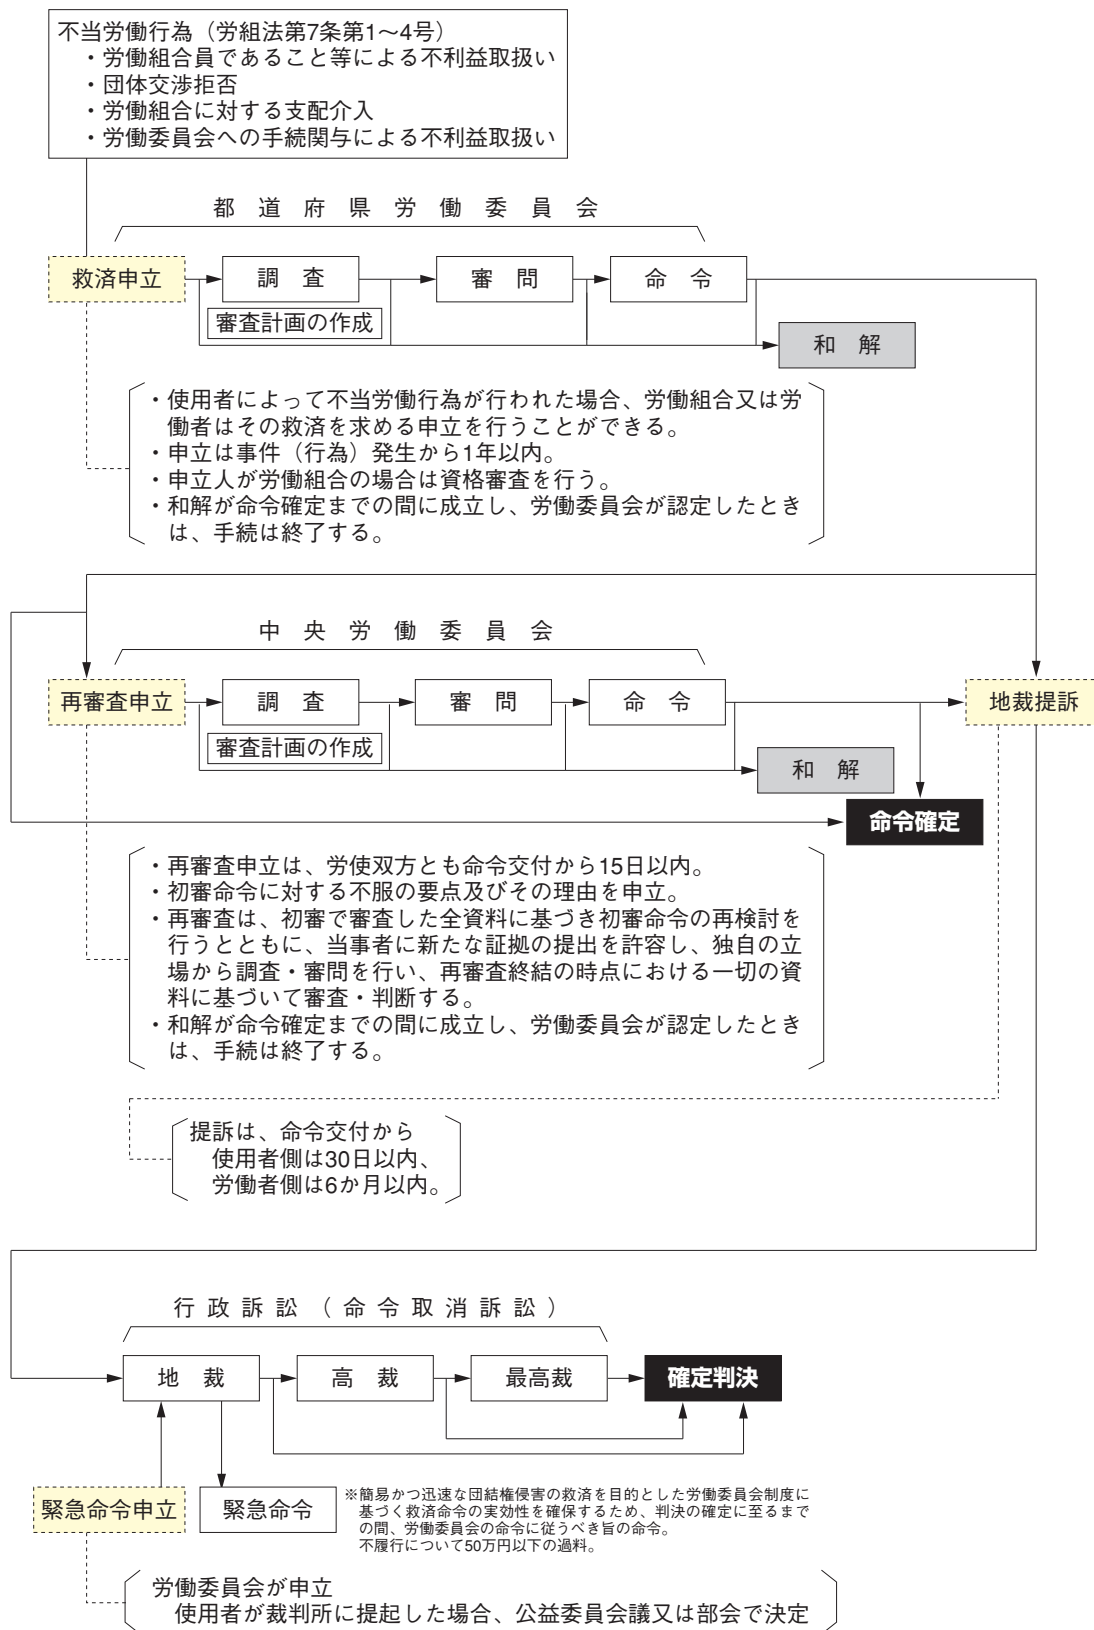 不当労働行為（労組法第7条第1～4号）
・労働組合員であること等による不利益取扱い
・団体交渉拒否
・労働組合に対する支配介入
・労働委員会への手続関与による不利益取扱い
都道府県労働委員会
救済申立
調査
審問
命令
審査計画の作成
和解
・使用者によって不当労働行為が行われた場合、労働組合又は労
働者はその救済を求める申立を行うことができる。
・申立は事件（行為）発生から1年以内。
・申立人が労働組合の場合は資格審査を行う。
・和解が命令確定までの間に成立し、労働委員会が認定したとき
は、手続は終了する。
中央労働委員会
再審査申立
調査
審問
命令
地裁提訴
審査計画の作成
和解
命令確定
・再審査申立は、労使双方とも命令交付から15日以内。
・初審命令に対する不服の要点及びその理由を申立。
・再審査は、初審で審査した全資料に基づき初審命令の再検討を
行うとともに、当事者に新たな証拠の提出を許容し、独自の立
場から調査・審問を行い、再審査終結の時点における一切の資
料に基づいて審査・判断する。
・和解が命令確定までの間に成立し、労働委員会が認定したとき
は、手続は終了する。
提訴は、命令交付から
使用者側は30日以内、
労働者側は6か月以内。
行政訴訟（命令取消訴訟）
地裁
高裁
最高裁
確定判決
緊急命令申立
緊急命令
※簡易かつ迅速な団結権侵害の救済を目的とした労働委員会制度に
基づく救済命令の実効性を確保するため、判決の確定に至るまで
の間、労働委員会の命令に従うべき旨の命令。
不履行について50万円以下の過料。
労働委員会が申立
使用者が裁判所に提起した場合、公益委員会議又は部会で決定